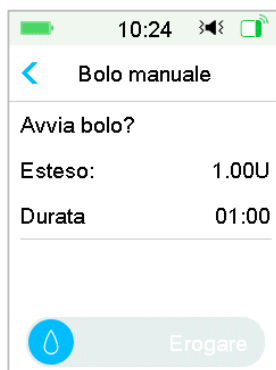 10:24
Bolo manuale
Avvia bolo?
Esteso: 1.00U
Durata 01:00
Erogare